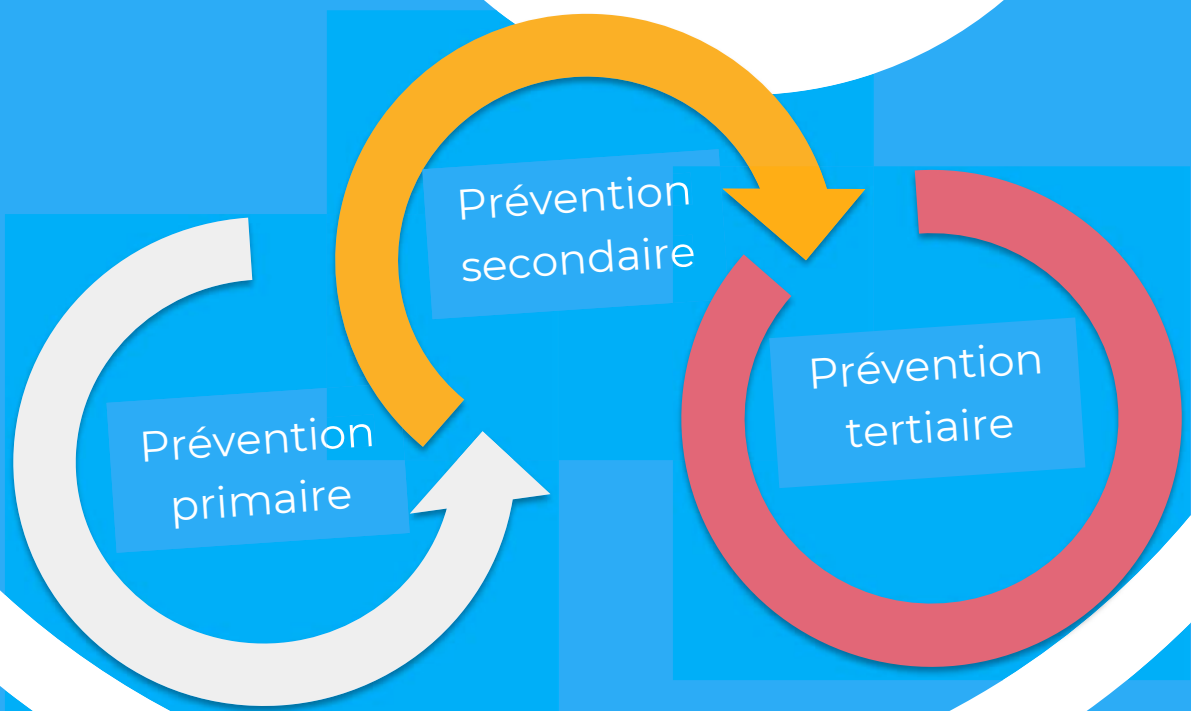 Prévention
primaire
Prévention
secondaire
Prévention
tertiaire